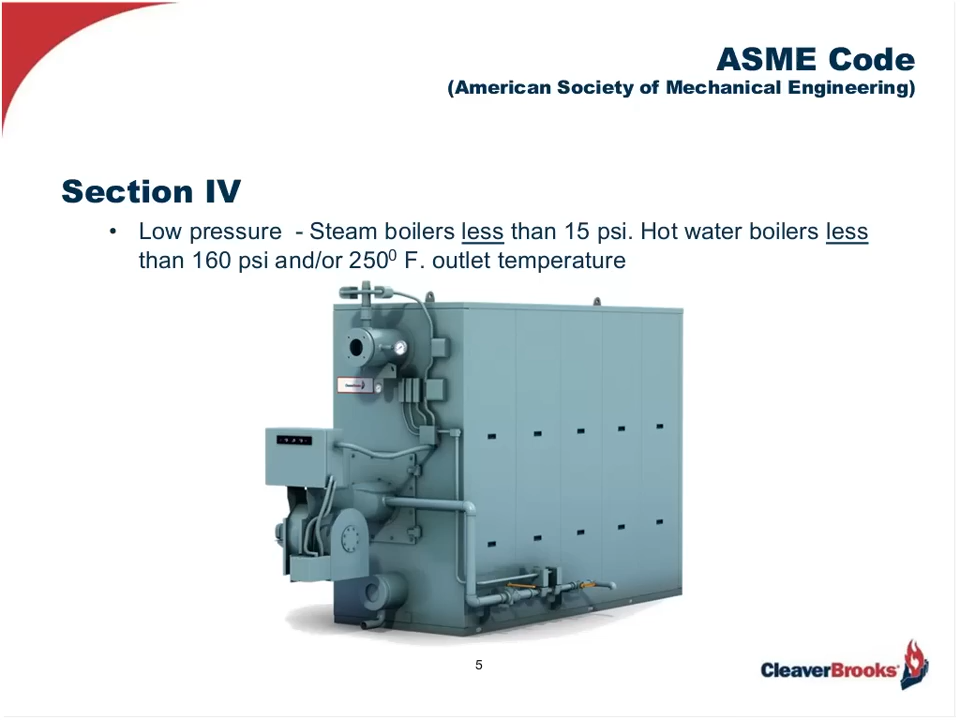 ASME Code
(American Society of Mechanical Engineering)
Section IV
• Low pressure - Steam boilers less than 15 psi. Hot water boilers less
than 160 psi and/or 250⁰ F. outlet temperature
CleaverBrooks
5
CleaverBrooks